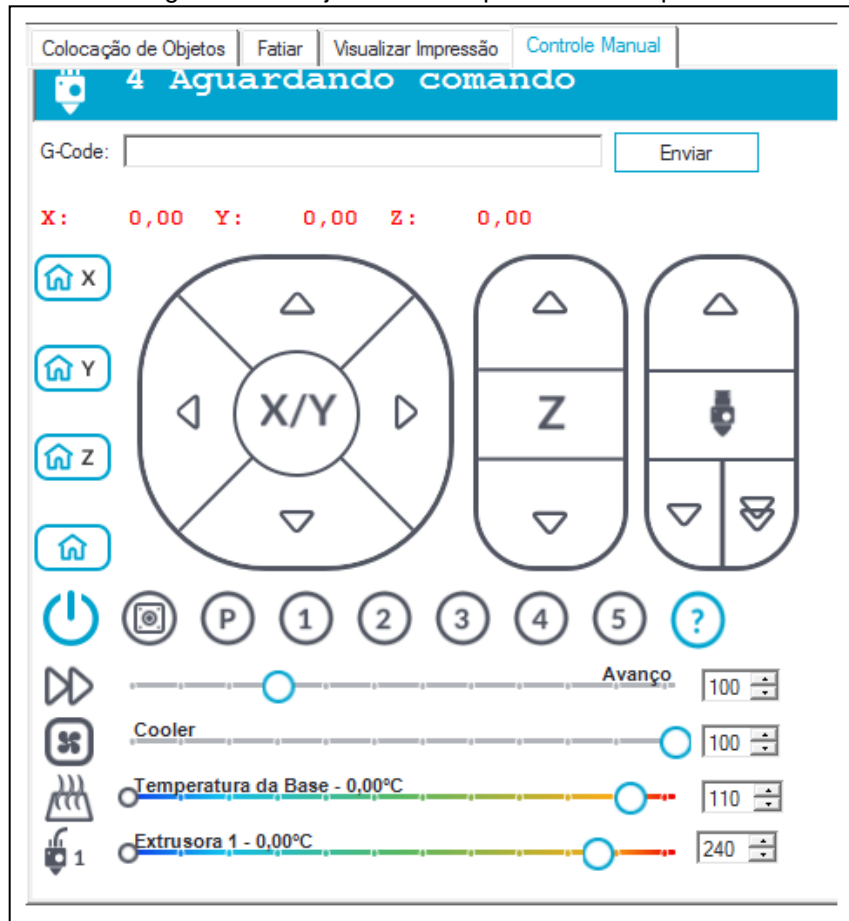 Colocação de Objetos Fatiar Visualizar Impressão Controle Manual
4 Aguardando comando
G-Code: Enviar
X: 0,00 Y: 0,00 Z: 0,00
X
Y
X/Y Z
Z
P 1 2 3 4 5 ?
Avanço 100
Cooler 100
Temperatura da Base - 0,00ºC 110
Extrusora 1 - 0,00ºC 240
1